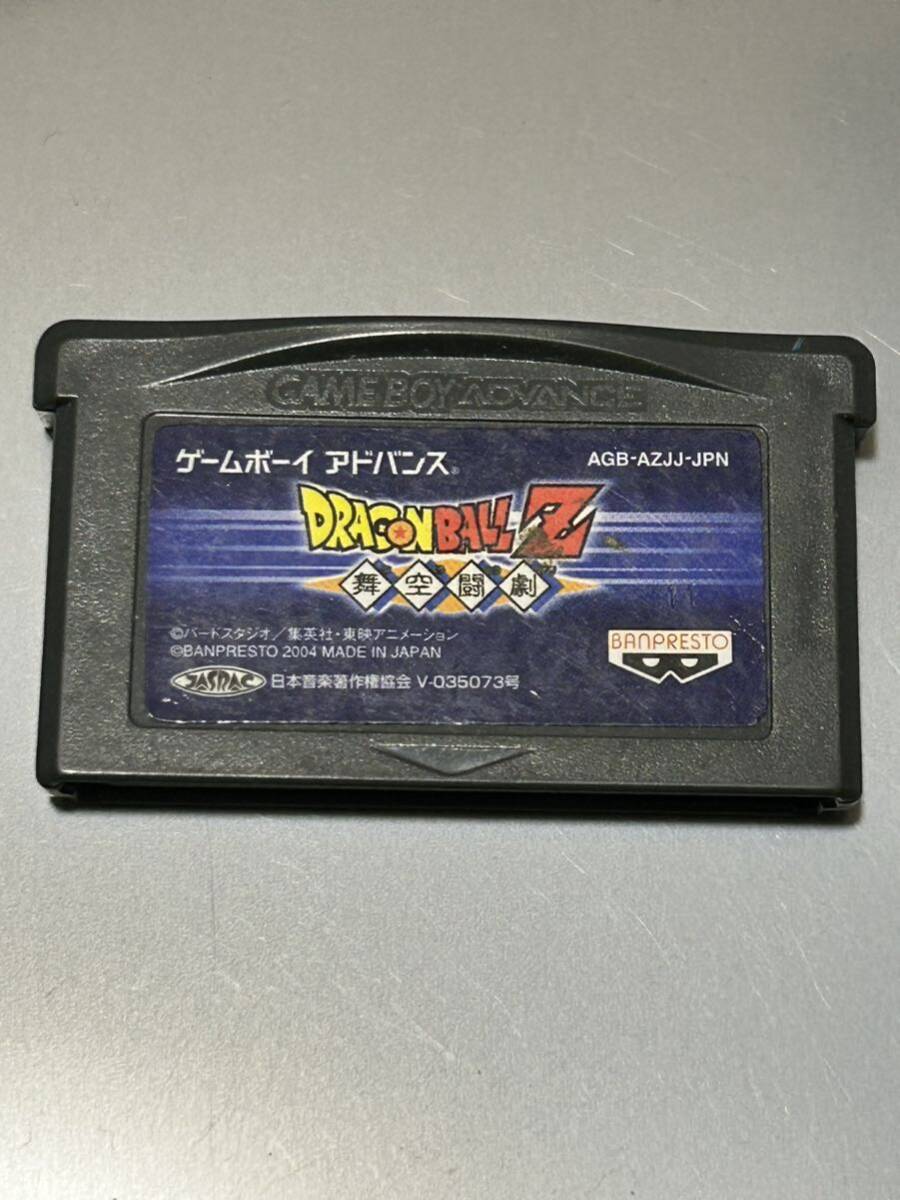 GAME BOY ADVANCE
ゲームボーイ アドバンス®
AGB-AZJJ-JPN
DRAGON BALL Z
舞空闘劇
11
©バードスタジオ／集英社・東映アニメーション
©BANPRESTO 2004 MADE IN JAPAN
BANPRESTO
JASRAC 日本音楽著作権協会 V-035073号